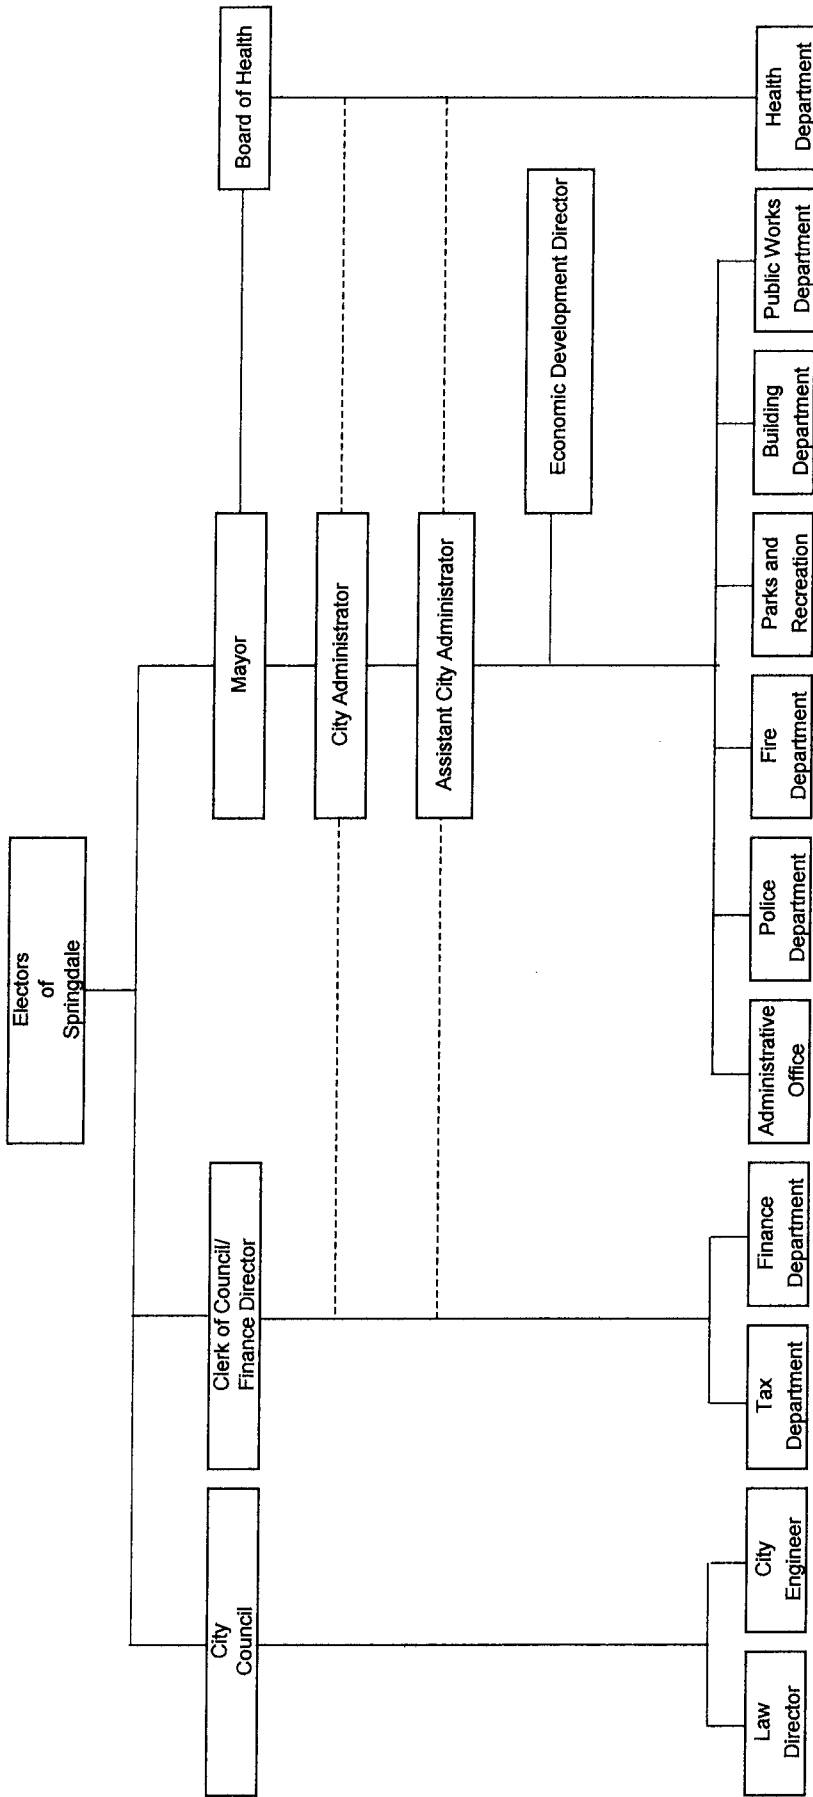 Electors
of
Springdale
City
Council
Clerk of Council/
Finance Director
Mayor
Board of Health
City Administrator
Assistant City Administrator
Economic Development Director
Law
Director
City
Engineer
Tax
Department
Finance
Department
Administrative
Office
Police
Department
Fire
Department
Parks and
Recreation
Building
Department
Public Works
Department
Health
Department